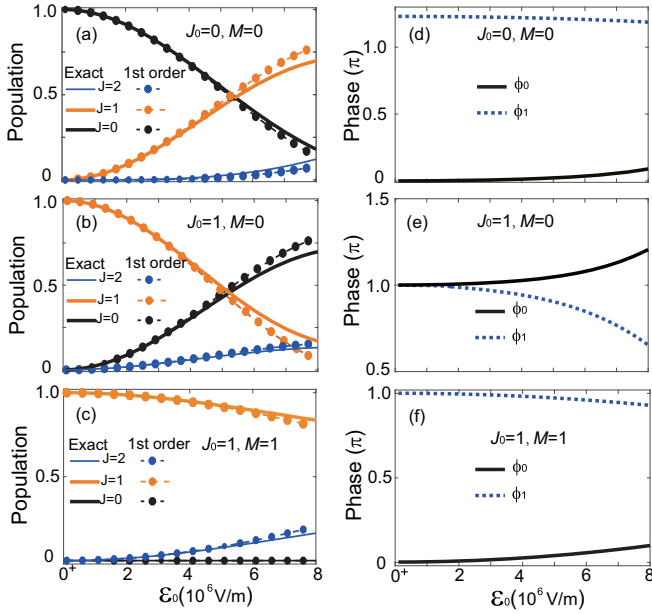 (a)
J₀=0, M=0
Exact 1st order
J=2
J=1
J=0
Population
1.0
0.5
0
(d)
J₀=0, M=0
ϕ₀
ϕ₁
Phase (π)
1.0
0
(b)
J₀=1, M=0
Exact 1st order
J=2
J=1
J=0
Population
1.0
0.5
0
(e)
J₀=1, M=0
ϕ₀
ϕ₁
Phase (π)
1.5
1.0
0.5
(c)
J₀=1, M=1
Exact 1st order
J=2
J=1
J=0
Population
1.0
0.5
0
0⁺ 2 4 6 8
ε₀(10⁶V/m)
(f)
J₀=1, M=1
ϕ₀
ϕ₁
Phase (π)
1.0
0.5
0
0⁺ 2 4 6 8
ε₀(10⁶V/m)